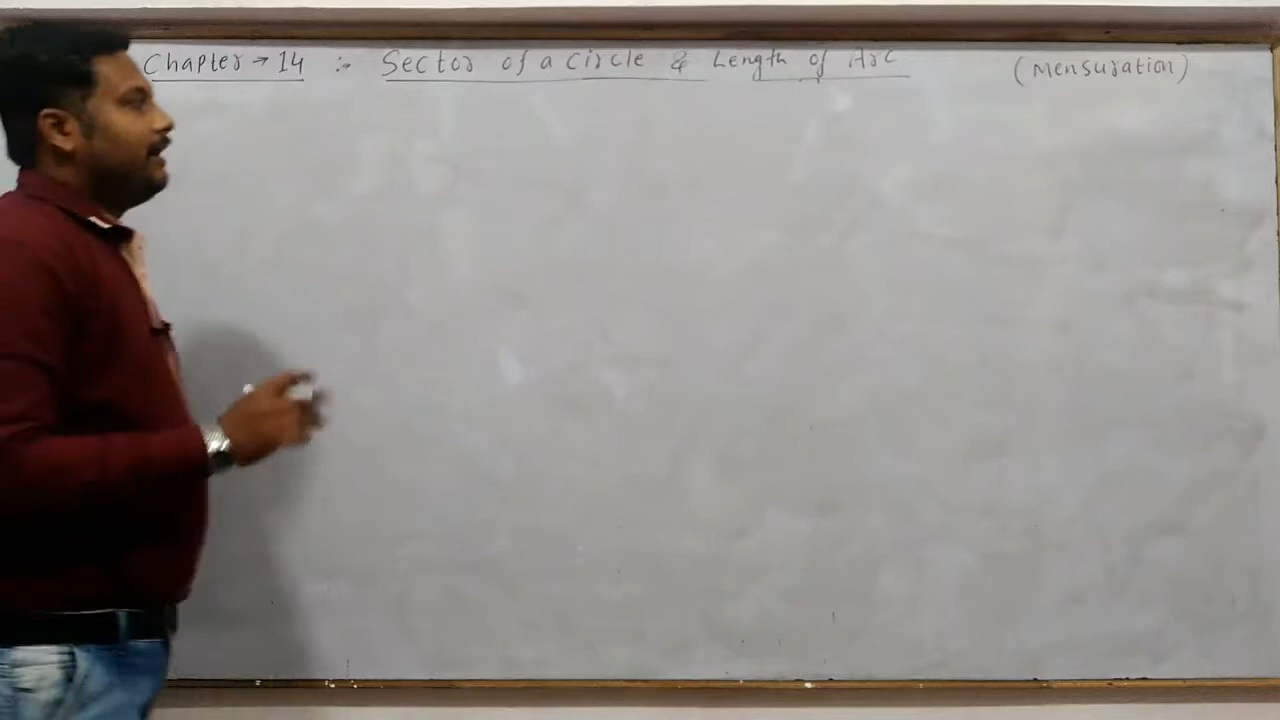 Chapter → 14 :- Sector of a circle & Length of Arc (Mensuration)